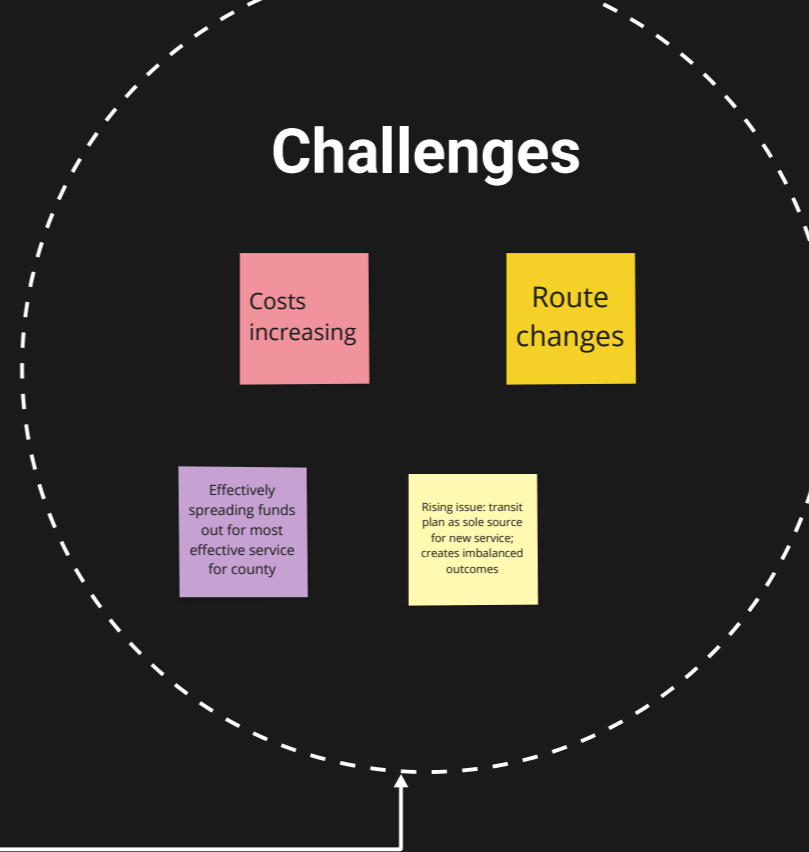 Challenges
Costs
increasing
Route
changes
Effectively
spreading funds
out for most
effective service
for county
Rising issue: transit
plan as sole source
for new service;
creates imbalanced
outcomes